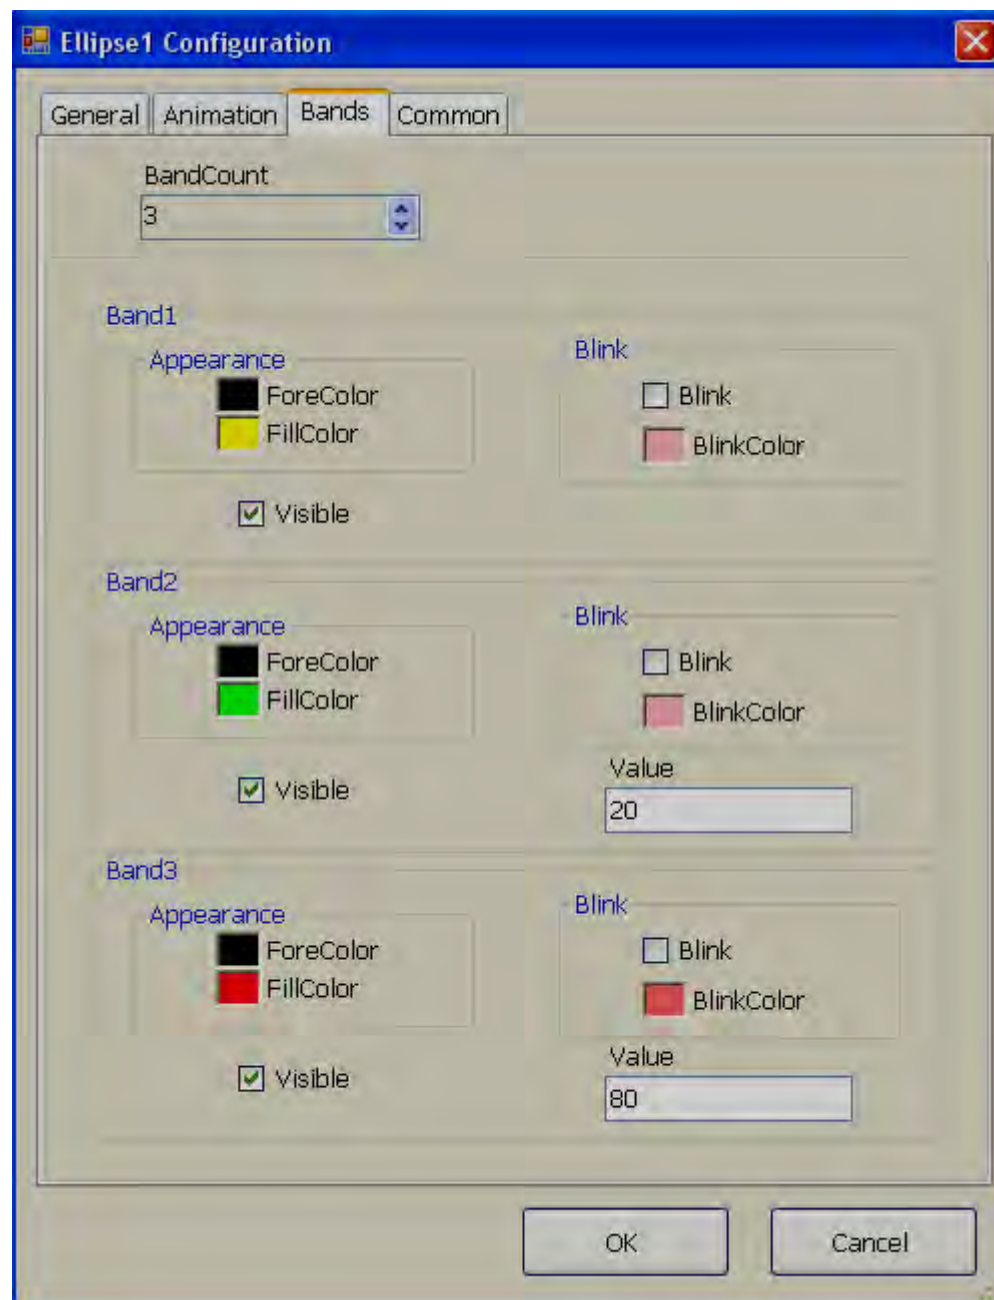 Ellipse1 Configuration
General Animation Bands Common
BandCount
3
Band1
Appearance
ForeColor
FillColor
Visible
Blink
Blink
BlinkColor
Band2
Appearance
ForeColor
FillColor
Visible
Blink
Blink
BlinkColor
Value
20
Band3
Appearance
ForeColor
FillColor
Visible
Blink
Blink
BlinkColor
Value
80
OK Cancel